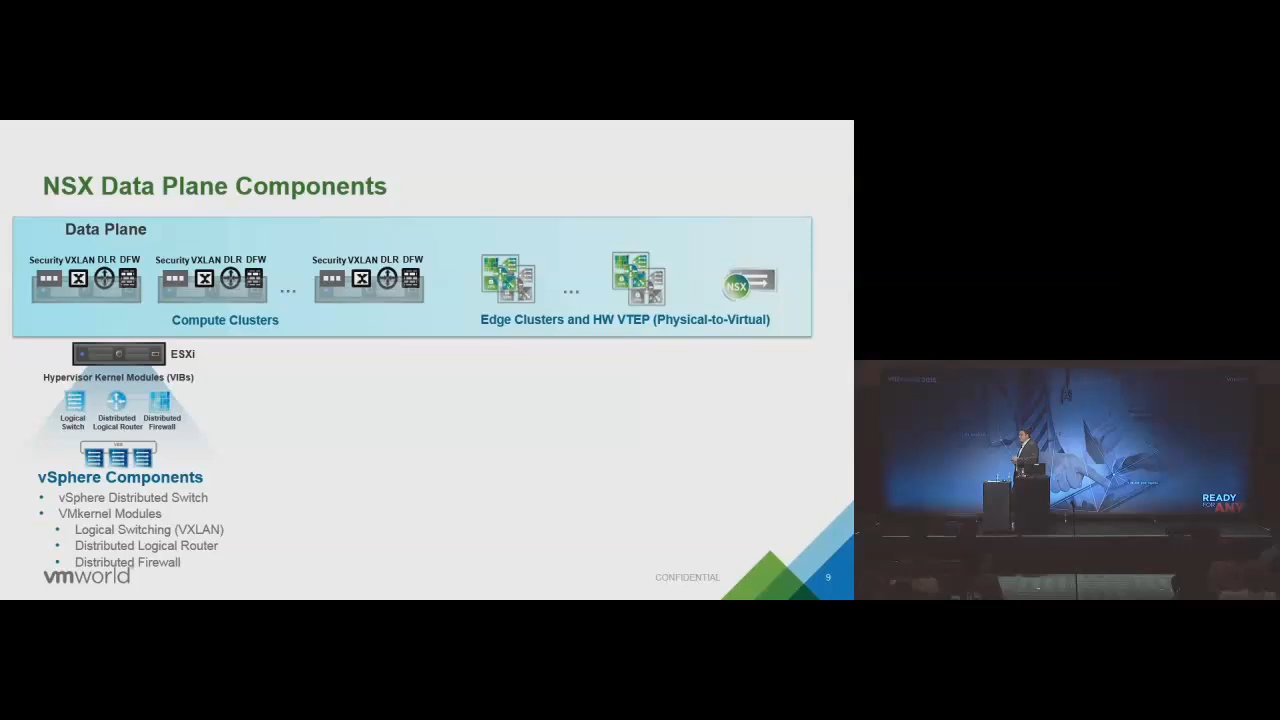 NSX Data Plane Components
Data Plane
Security VXLAN DLR DFW
Security VXLAN DLR DFW
Security VXLAN DLR DFW
...
...
NSX
Compute Clusters
Edge Clusters and HW VTEP (Physical-to-Virtual)
ESXi
Hypervisor Kernel Modules (VIBs)
Logical Switch
Distributed Logical Router
Distributed Firewall
vSphere Components
• vSphere Distributed Switch
• VMkernel Modules
• Logical Switching (VXLAN)
• Distributed Logical Router
• Distributed Firewall
vmworld
CONFIDENTIAL
9
READY
FOR ANY